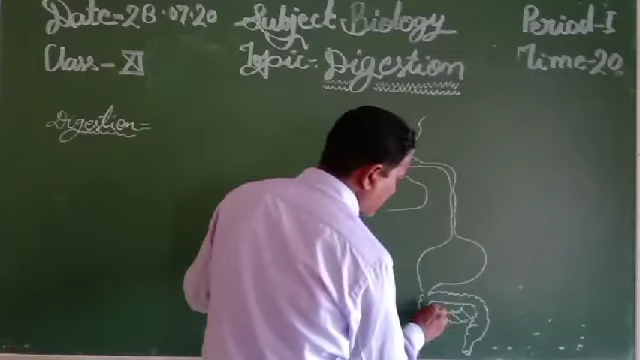 Date=28.07.20 Subject:Biology Period-I
Class.-XI Topic:-Digestion Time-20
Digestion=